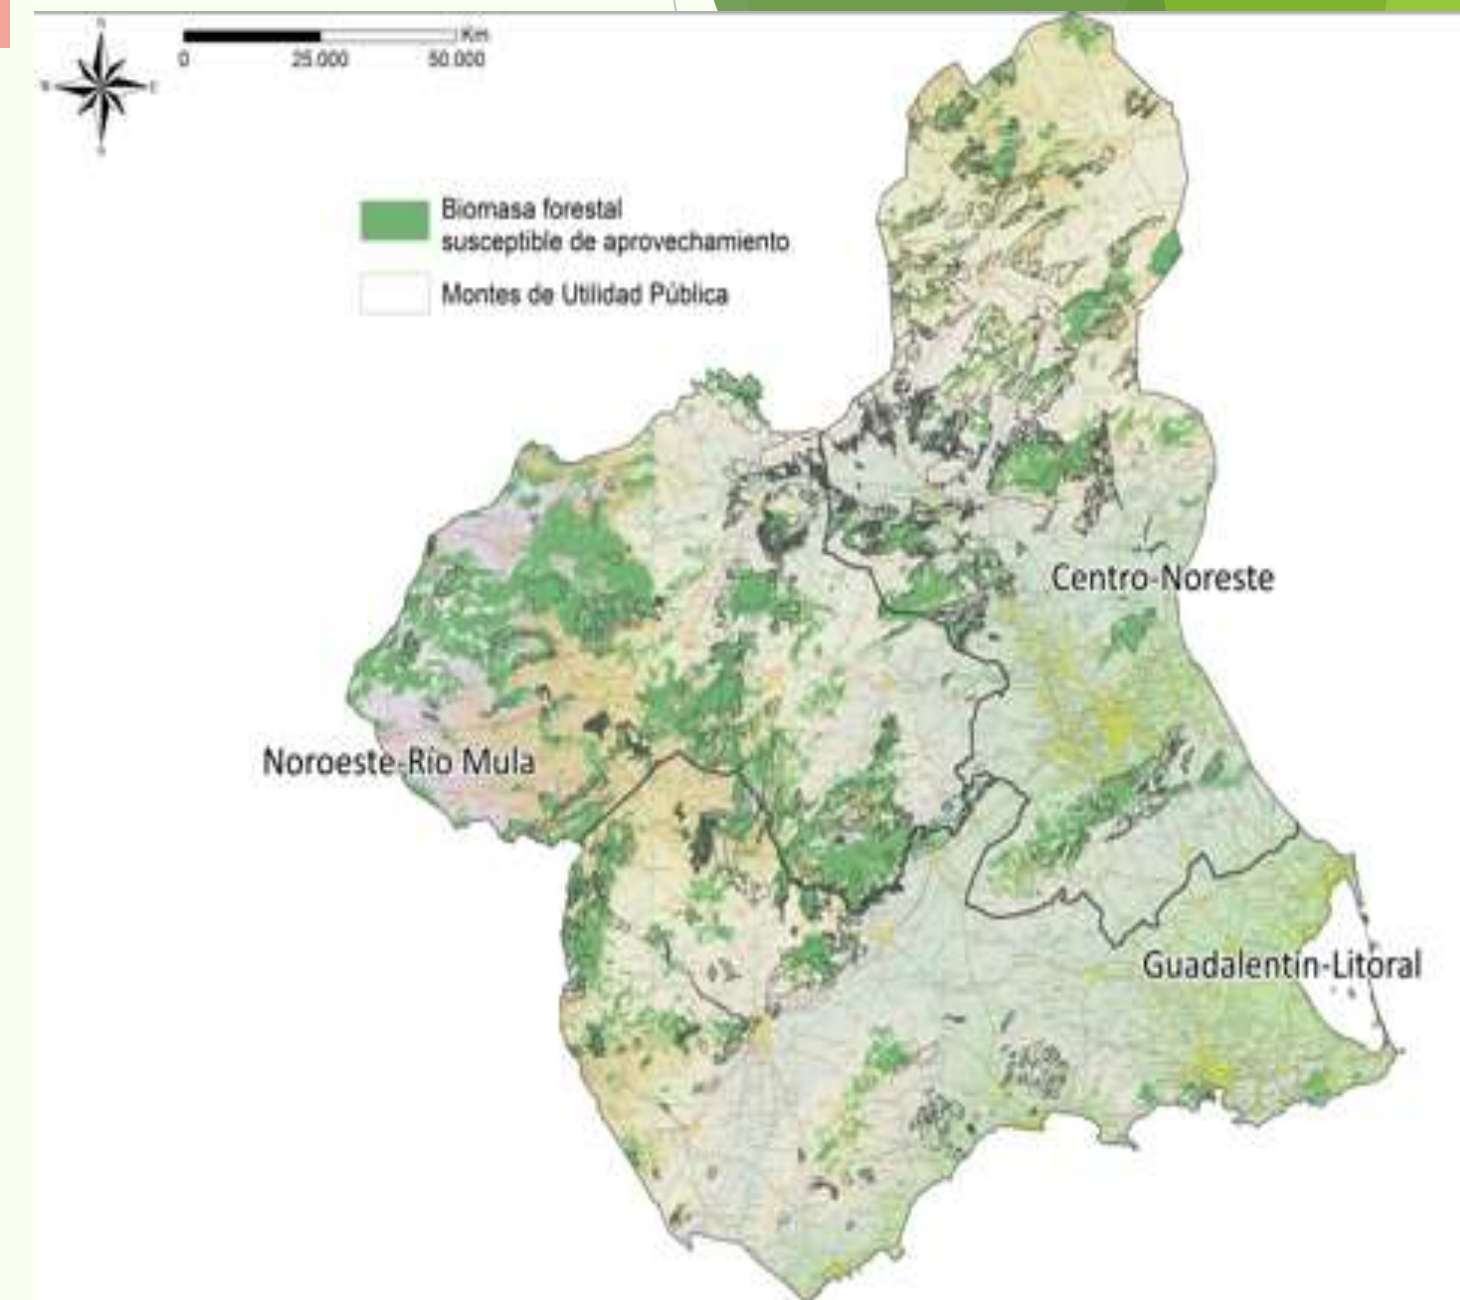 N
Km
0 25.000 50.000
E
S
Biomasa forestal
susceptible de aprovechamiento
Montes de Utilidad Pública
Centro-Noreste
Noroeste-Río Mula
Guadalentín-Litoral